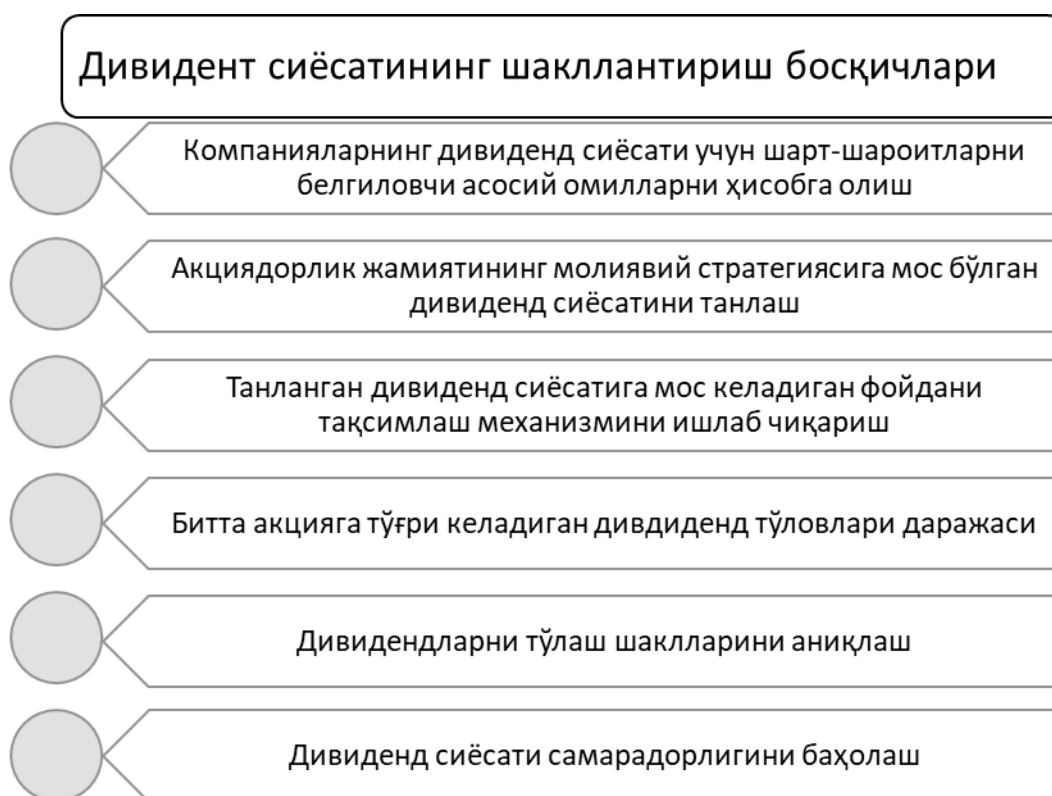 Дивидент сиёсатининг шакллантириш босқичлари
Компанияларнинг дивиденд сиёсати учун шарт-шароитларни
белгиловчи асосий омилларни ҳисобга олиш
Акциядорлик жамиятининг молиявий стратегиясига мос бўлган
дивиденд сиёсатини танлаш
Танланган дивиденд сиёсатига мос келадиган фойдани
тақсимлаш механизмини ишлаб чиқариш
Битта акцияга тўғри келадиган дивдиденд тўловлари даражаси
Дивидендларни тўлаш шаклларини аниқлаш
Дивиденд сиёсати самарадорлигини баҳолаш